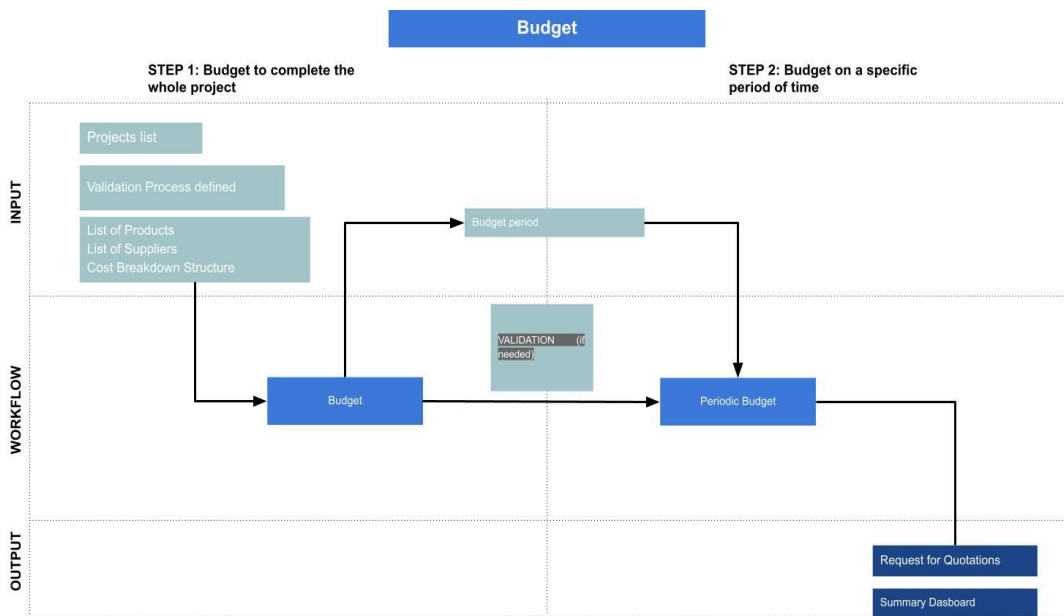 Budget
STEP 1: Budget to complete the
whole project
STEP 2: Budget on a specific
period of time
INPUT
Projects list
Validation Process defined
List of Products
List of Suppliers
Cost Breakdown Structure
Budget period
WORKFLOW
VALIDATION (if
needed)
Budget
Periodic Budget
OUTPUT
Request for Quotations
Summary Dasboard